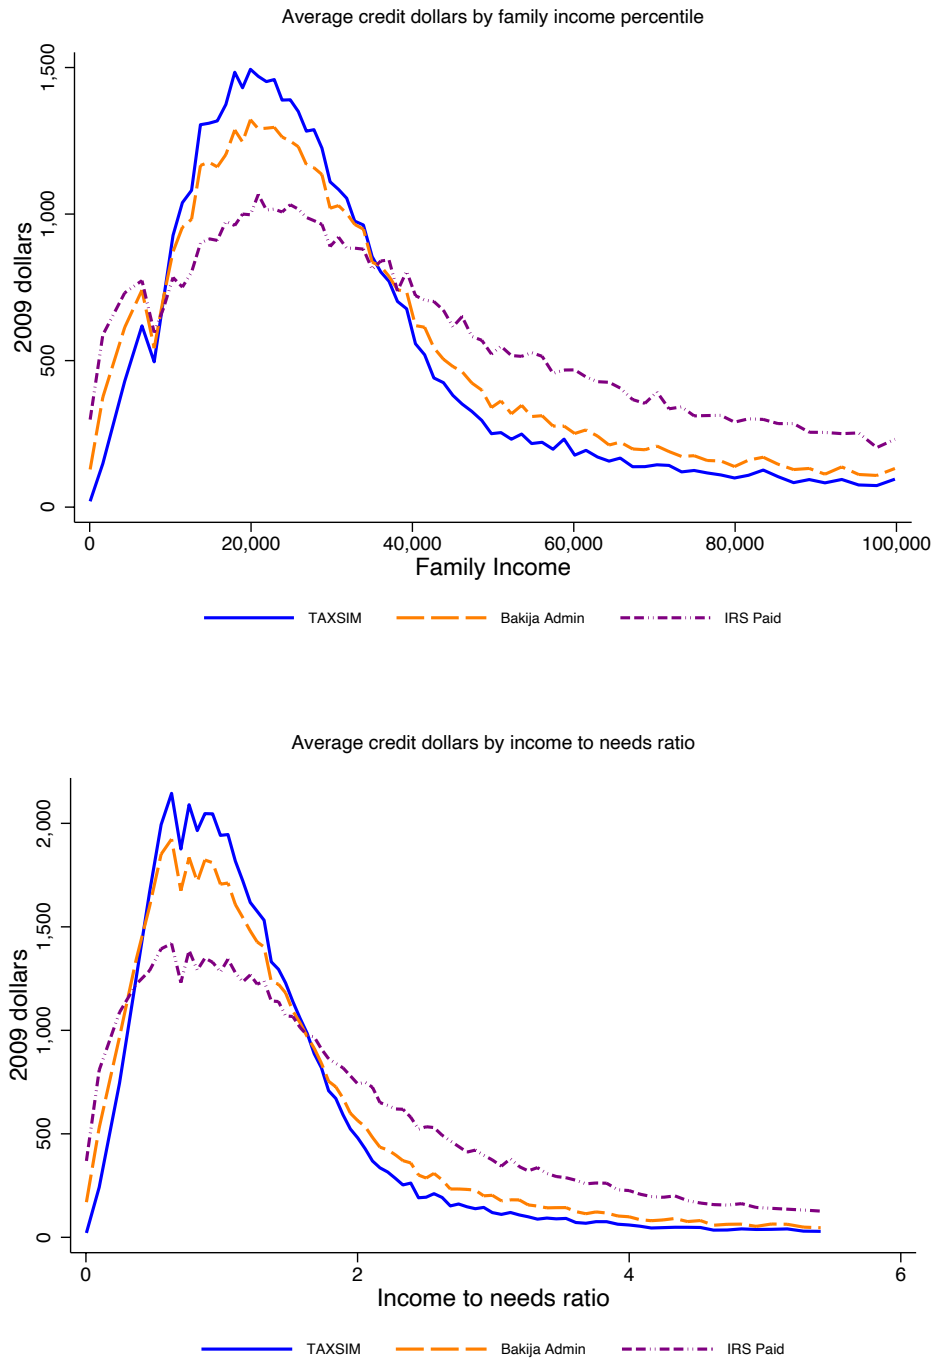 Average credit dollars by family income percentile
2009 dollars
1,500
1,000
500
0
0 20,000 40,000 60,000 80,000 100,000
Family Income
TAXSIM Bakija Admin IRS Paid
Average credit dollars by income to needs ratio
2009 dollars
2,000
1,500
1,000
500
0
0 2 4 6
Income to needs ratio
TAXSIM Bakija Admin IRS Paid